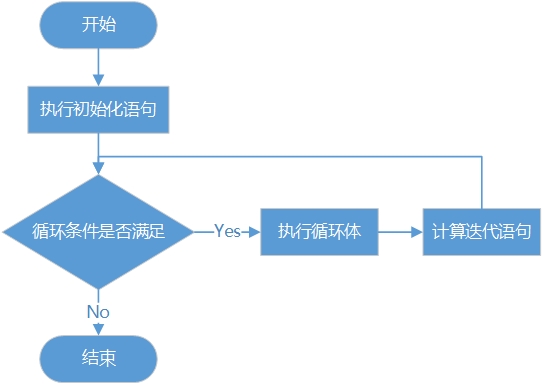 开始
执行初始化语句
循环条件是否满足
Yes
执行循环体
计算迭代语句
No
结束